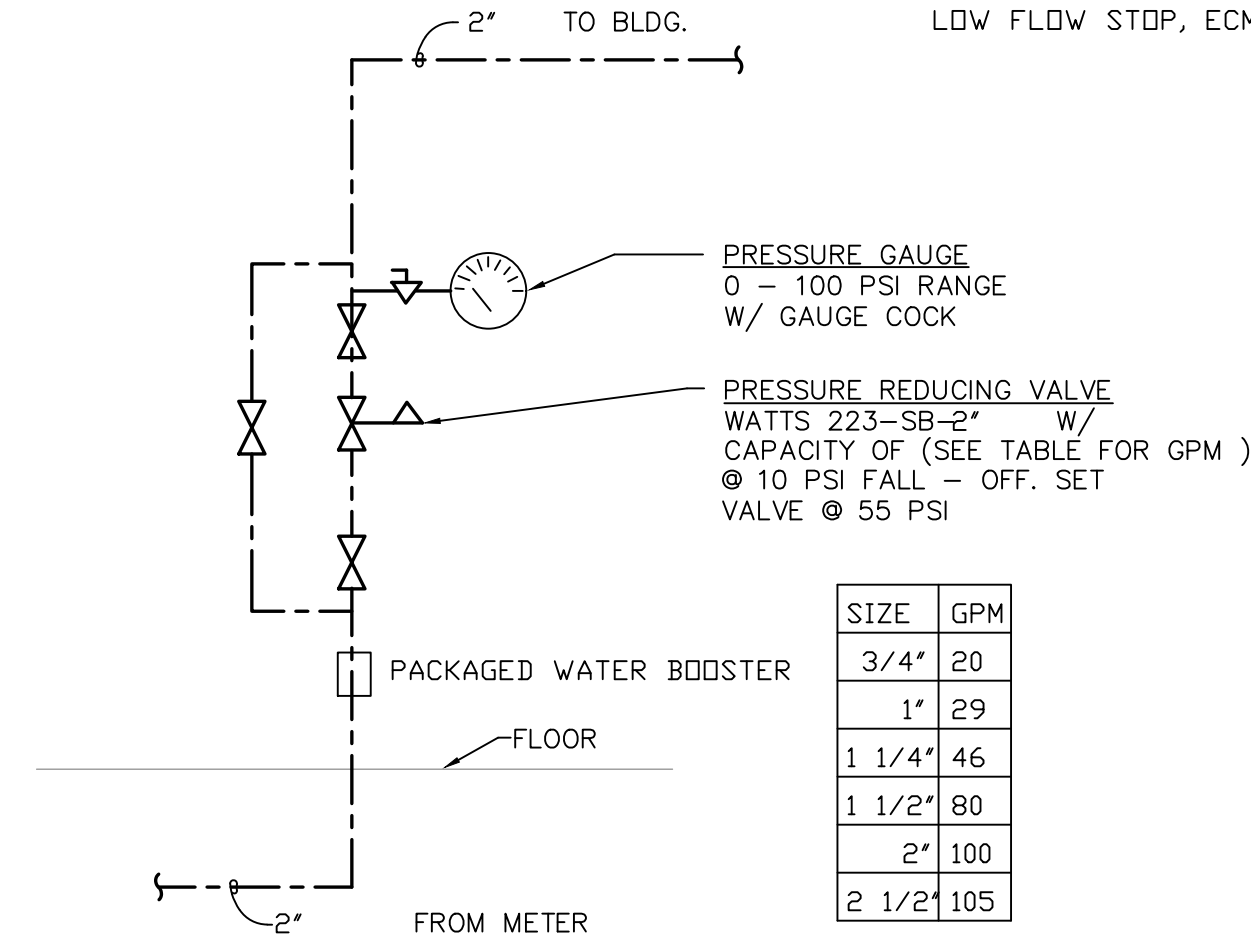 2" TO BLDG.
LOW FLOW STOP, ECM
PRESSURE GAUGE
0 - 100 PSI RANGE
W/ GAUGE COCK
PRESSURE REDUCING VALVE
WATTS 223-SB-2" W/
CAPACITY OF (SEE TABLE FOR GPM )
@ 10 PSI FALL - OFF. SET
VALVE @ 55 PSI
PACKAGED WATER BOOSTER
FLOOR
2" FROM METER
SIZE GPM
3/4" 20
1" 29
1 1/4" 46
1 1/2" 80
2" 100
2 1/2" 105